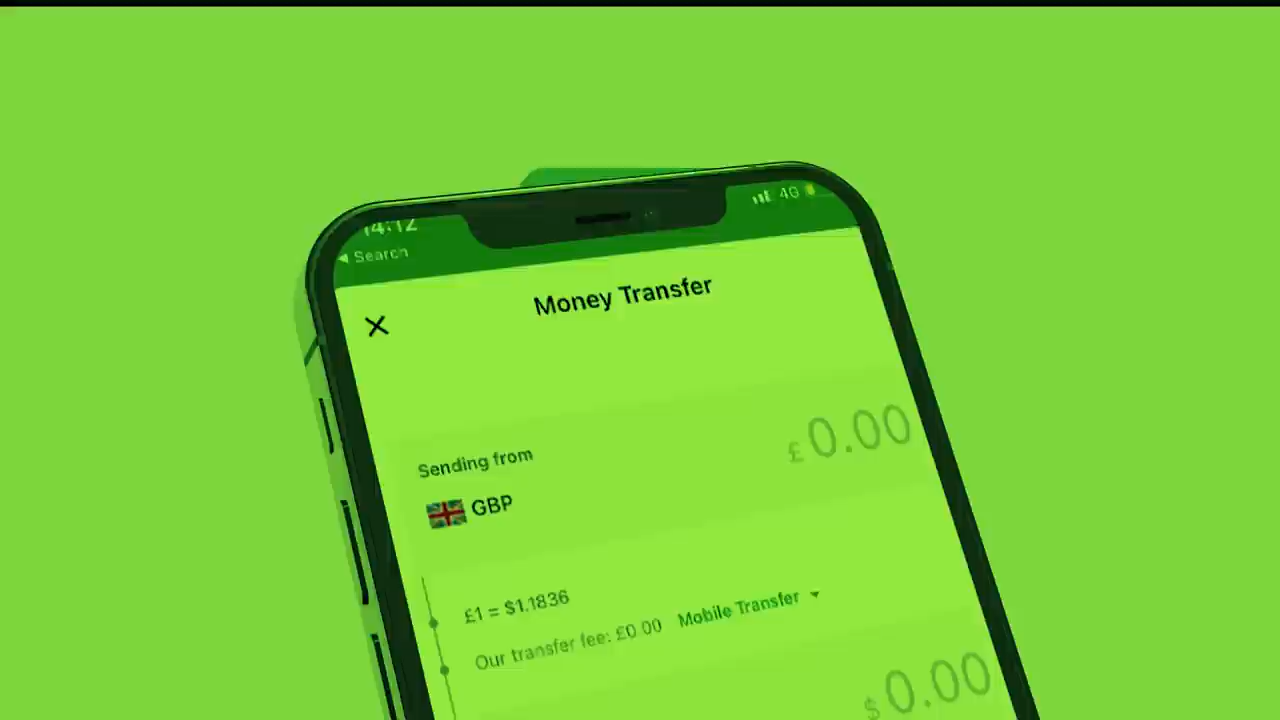 14:12
4G
Search
Money Transfer
Sending from
£ 0.00
GBP
£1 = $1.1836
Our transfer fee: £0.00 Mobile Transfer
$ 0.00